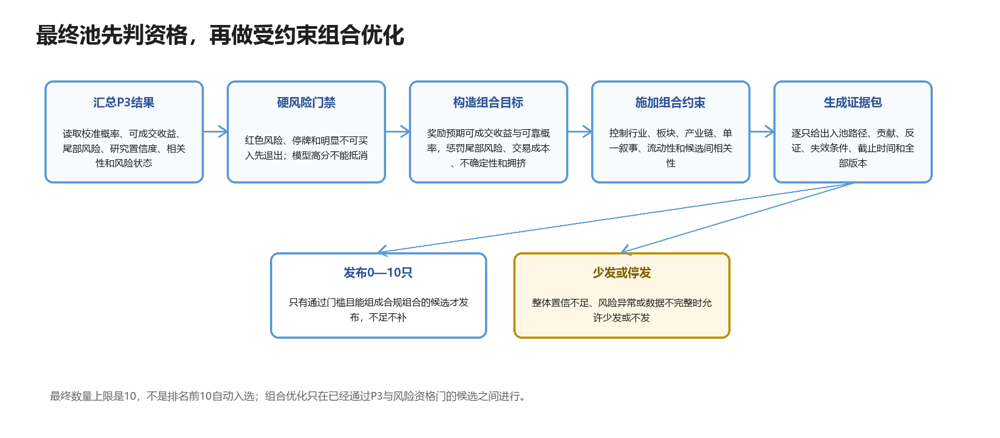 最终池先判资格，再做受约束组合优化
汇总P3结果
读取校准概率、可成交收益、
尾部风险、研究置信度、相关
性和风险状态
硬风险门禁
红色风险、停牌和明显不可买
入先退出；模型高分不能抵消
构造组合目标
奖励预期可成交收益与可靠概
率，惩罚尾部风险、交易成本
、不确定性和拥挤
施加组合约束
控制行业、板块、产业链、单
一叙事、流动性和候选间相关
性
生成证据包
逐只给出入池路径、贡献、反
证、失效条件、截止时间和全
部版本
发布0—10只
只有通过门槛且能组成合规组合的候选才发
布，不足不补
少发或停发
整体置信不足、风险异常或数据不完整时允
许少发或不发
最终数量上限是10，不是排名前10自动入选；组合优化只在已经通过P3与风险资格门的候选之间进行。